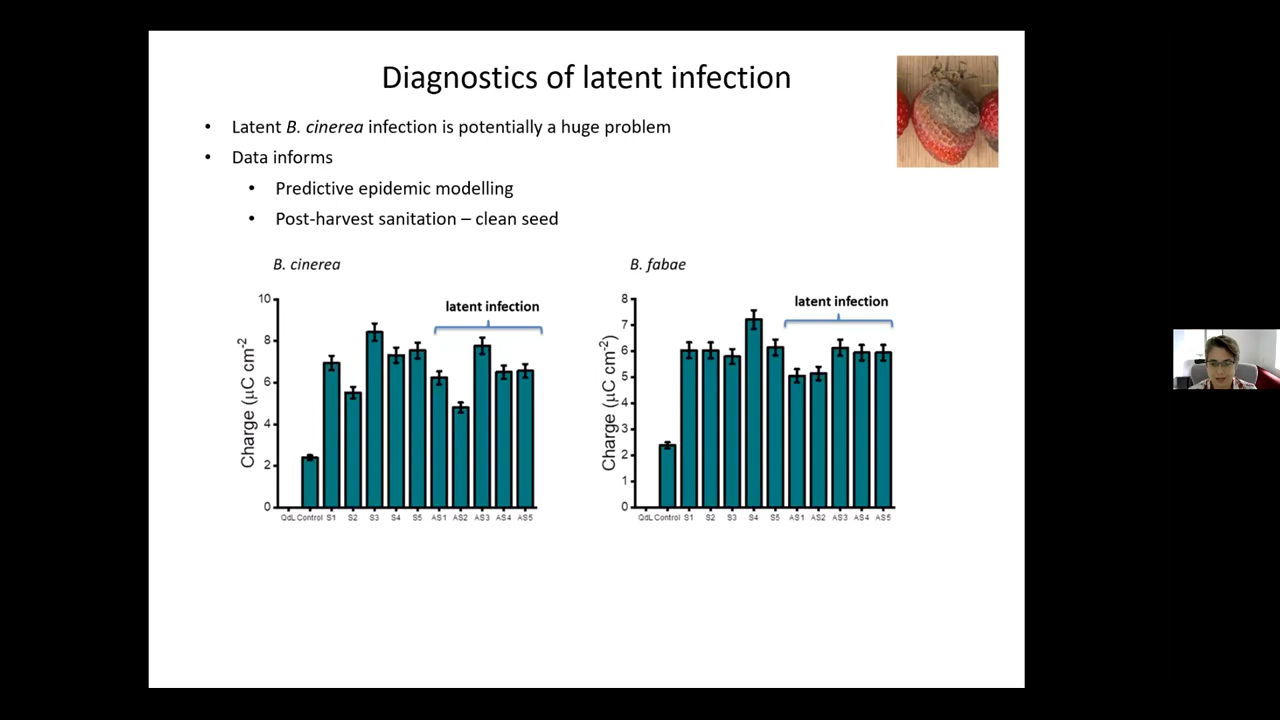 Diagnostics of latent infection
• Latent B. cinerea infection is potentially a huge problem
• Data informs
• Predictive epidemic modelling
• Post-harvest sanitation – clean seed
B. cinerea
latent infection
Charge (μC cm-2)
10
8
6
4
2
0
QdL Control S1 S2 S3 S4 S5 AS1 AS2 AS3 AS4 AS5
B. fabae
latent infection
Charge (μC cm-2)
8
7
6
5
4
3
2
1
0
QdL Control S1 S2 S3 S4 S5 AS1 AS2 AS3 AS4 AS5